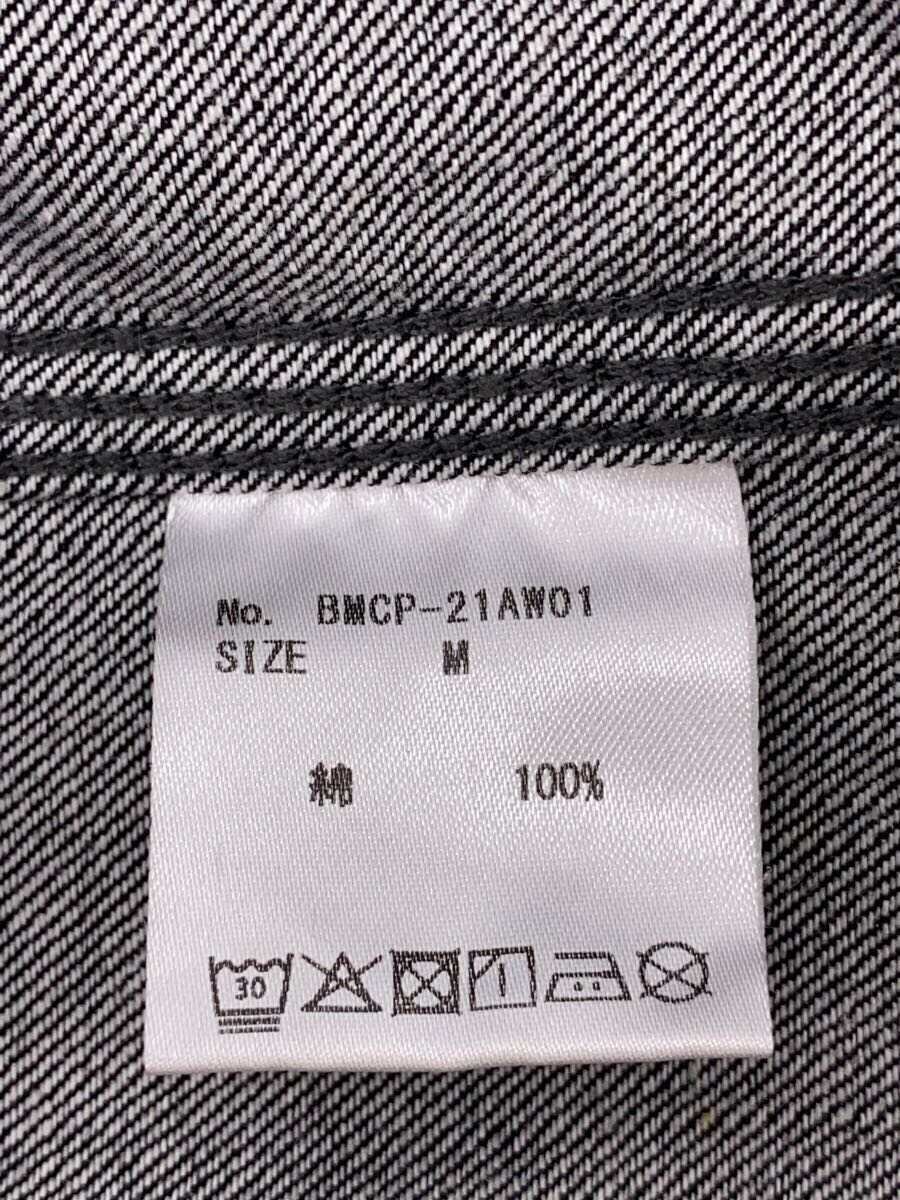 No. BMCP-21AW01
SIZE M
綿 100%
30